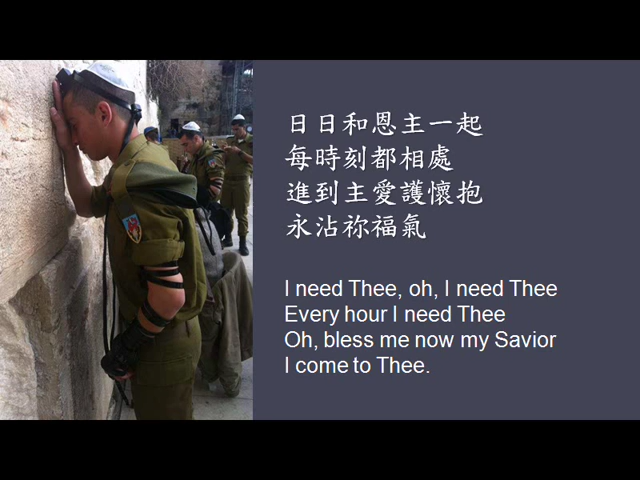 日日和恩主一起
每時刻都相處
進到主愛護懷抱
永沾祢福氣
I need Thee, oh, I need Thee
Every hour I need Thee
Oh, bless me now my Savior
I come to Thee.